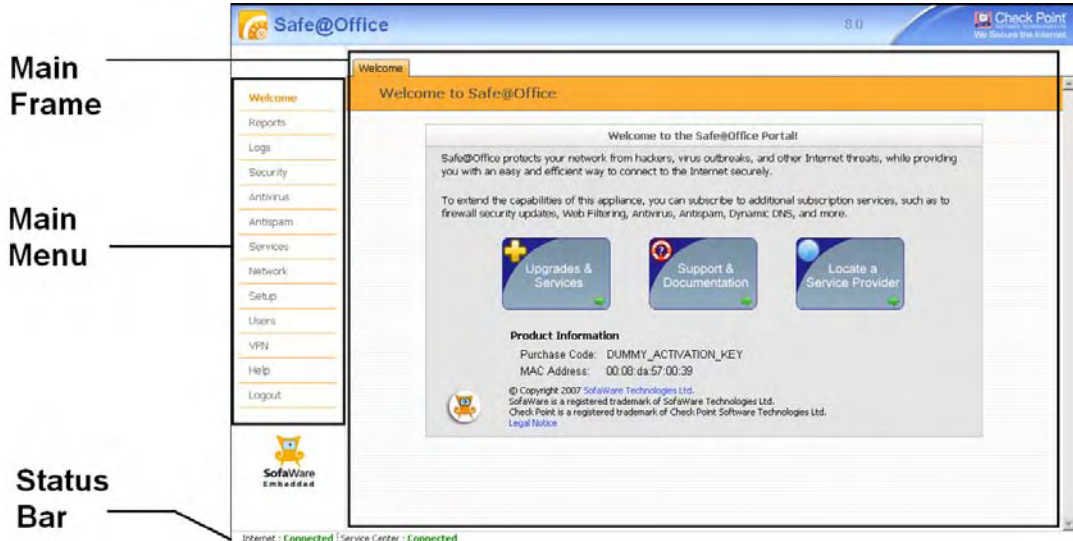 Safe@Office
8.0
Check Point
SOFTWARE TECHNOLOGIES LTD.
We Secure the Internet.
Main
Frame
Welcome
Welcome to Safe@Office
Welcome
Reports
Logs
Security
Antivirus
Antispam
Services
Network
Setup
Users
VPN
Help
Logout
Main
Menu
Welcome to the Safe@Office Portal!
Safe@Office protects your network from hackers, virus outbreaks, and other Internet threats, while providing
you with an easy and efficient way to connect to the Internet securely.
To extend the capabilities of this appliance, you can subscribe to additional subscription services, such as to
firewall security updates, Web Filtering, Antivirus, Antispam, Dynamic DNS, and more.
Upgrades &
Services
Support &
Documentation
Locate a
Service Provider
Product Information
Purchase Code: DUMMY_ACTIVATION_KEY
MAC Address: 00:08:da:57:00:39
© Copyright 2007 SofaWare Technologies Ltd.
SofaWare is a registered trademark of SofaWare Technologies Ltd.
Check Point is a registered trademark of Check Point Software Technologies Ltd.
Legal Notice
SofaWare
Embedded
Status
Bar
Internet : Connected Service Center : Connected